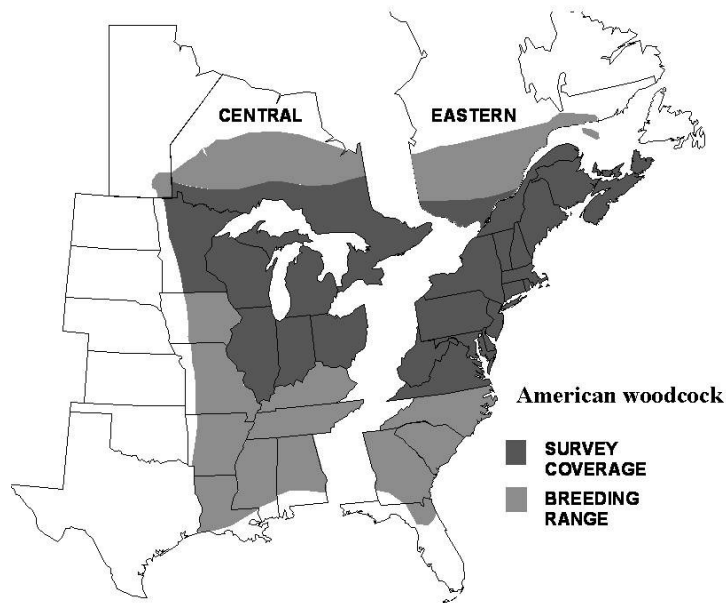 CENTRAL
EASTERN
American woodcock
SURVEY
COVERAGE
BREEDING
RANGE